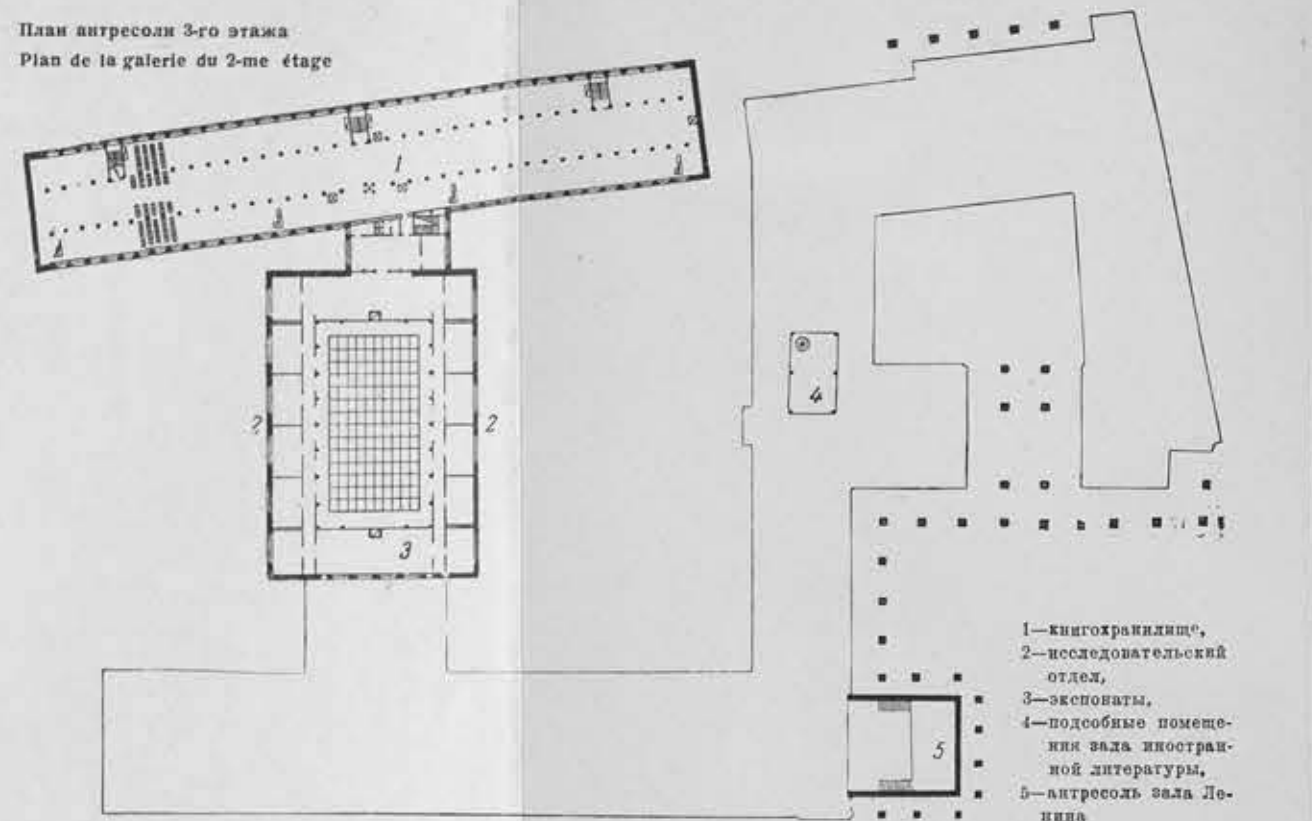 План антресоли 3-го этажа
Plan de la galerie du 2-me étage
1
2
2
3
4
5
1—книгохранилище,
2—исследовательский
отдел,
3—экспонаты,
4—подсобные помеще-
ния зала иностран-
ной литературы,
5—антресоль зала Ле-
нина